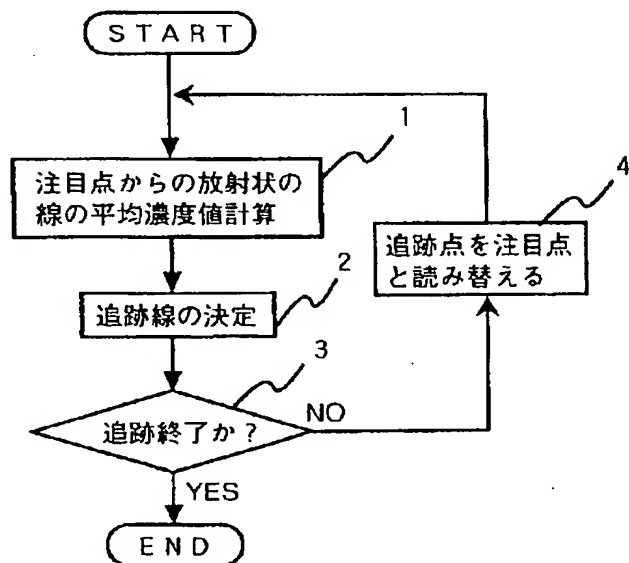 START
1
注目点からの放射状の
線の平均濃度値計算
2
追跡線の決定
3
追跡終了か?
NO
4
追跡点を注目点
と読み替える
YES
END